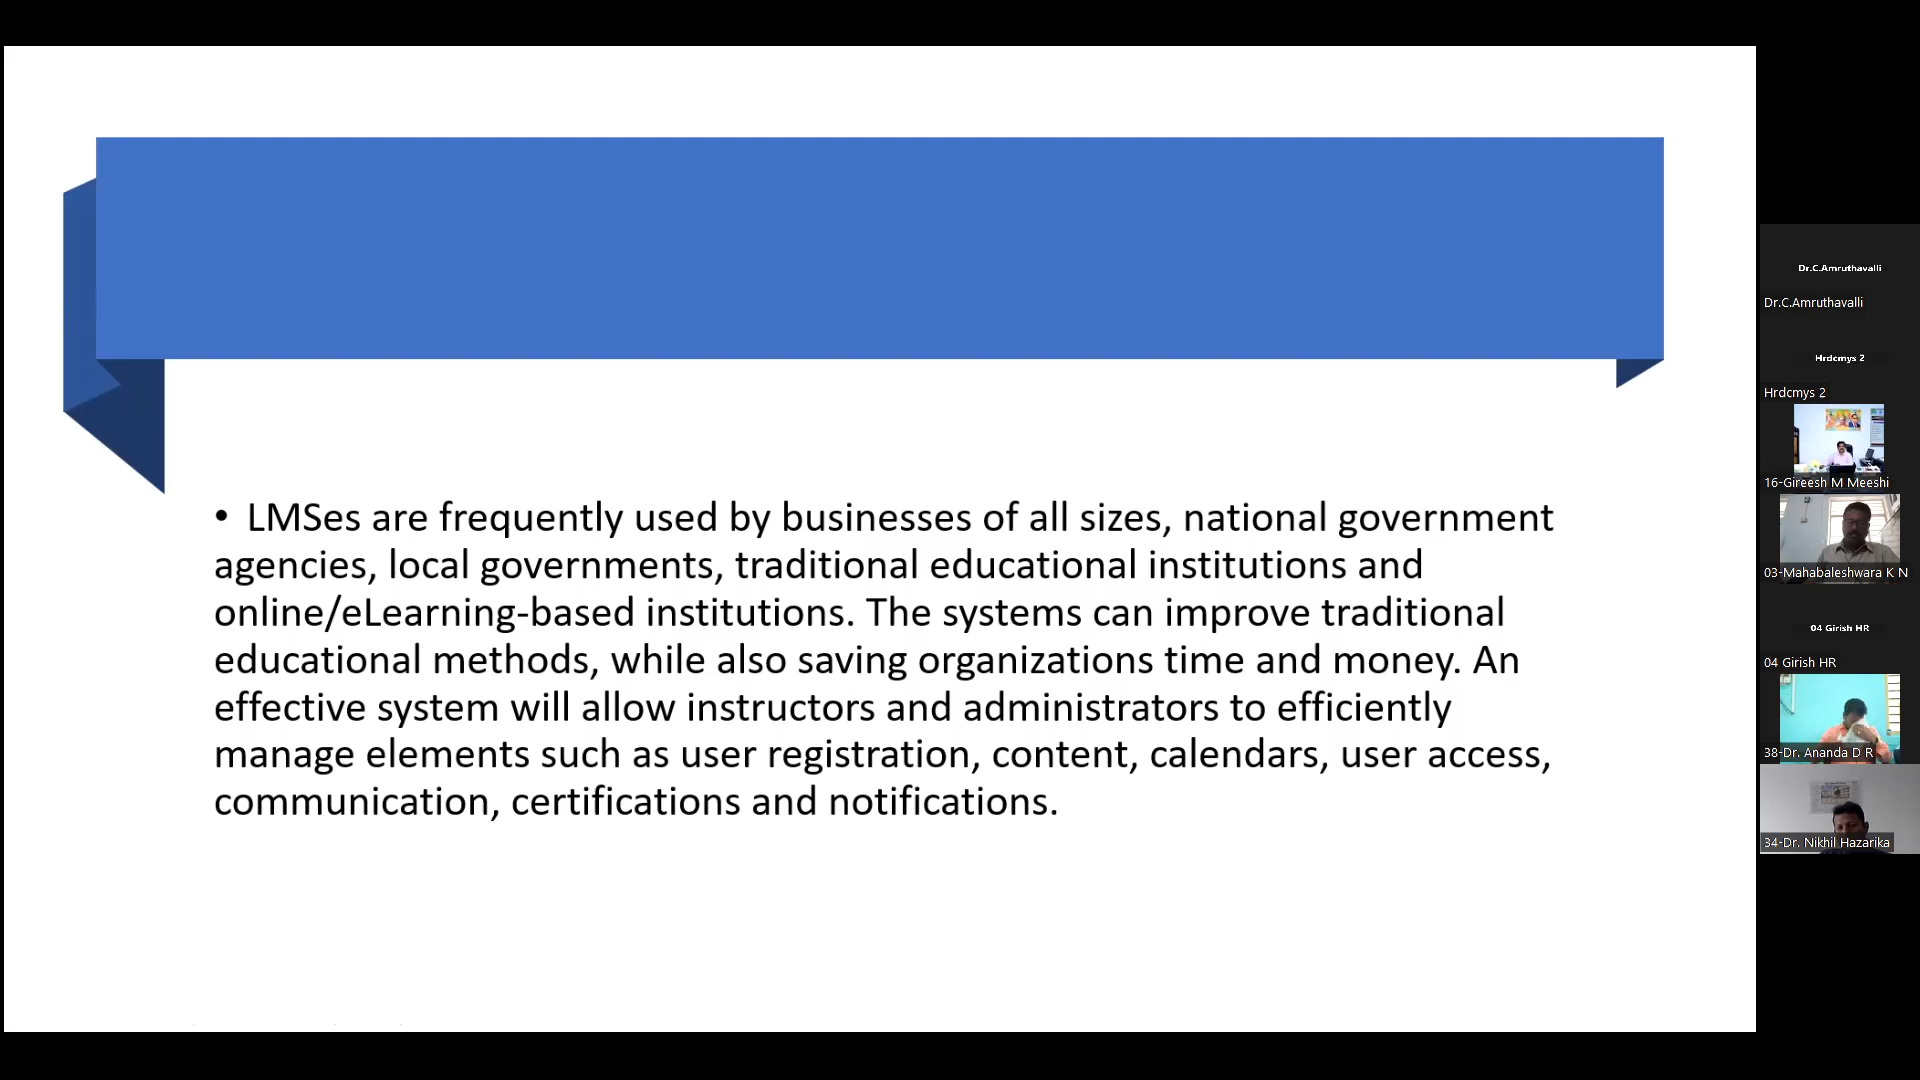 • LMSes are frequently used by businesses of all sizes, national government
agencies, local governments, traditional educational institutions and
online/eLearning-based institutions. The systems can improve traditional
educational methods, while also saving organizations time and money. An
effective system will allow instructors and administrators to efficiently
manage elements such as user registration, content, calendars, user access,
communication, certifications and notifications.
Dr.C.Amruthavalli
Dr.C.Amruthavalli
Hrdcmys 2
Hrdcmys 2
16-Gireesh M Meeshi
03-Mahabaleshwara K N
04 Girish HR
04 Girish HR
38-Dr. Ananda D R
34-Dr. Nikhil Hazarika